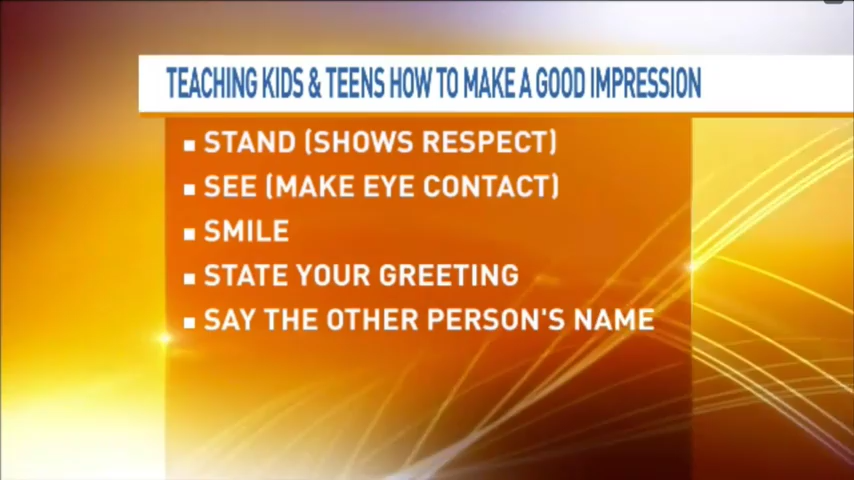 TEACHING KIDS & TEENS HOW TO MAKE A GOOD IMPRESSION
▪ STAND (SHOWS RESPECT)
▪ SEE (MAKE EYE CONTACT)
▪ SMILE
▪ STATE YOUR GREETING
▪ SAY THE OTHER PERSON'S NAME